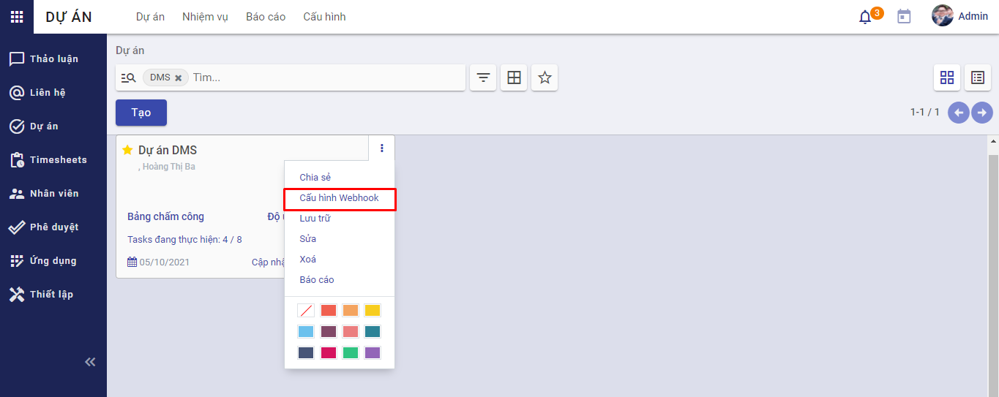 DỰ ÁN Dự án Nhiệm vụ Báo cáo Cấu hình 3 Admin
Thảo luận
Liên hệ
Dự án
Timesheets
Nhân viên
Phê duyệt
Ứng dụng
Thiết lập
Dự án
DMS Tìm...
Tạo 1-1 / 1
Dự án DMS
, Hoàng Thị Ba
Bảng chấm công Độ
Tasks đang thực hiện: 4 / 8
05/10/2021 Cập
Chia sẻ
Cấu hình Webhook
Lưu trữ
Sửa
Xoá
Báo cáo